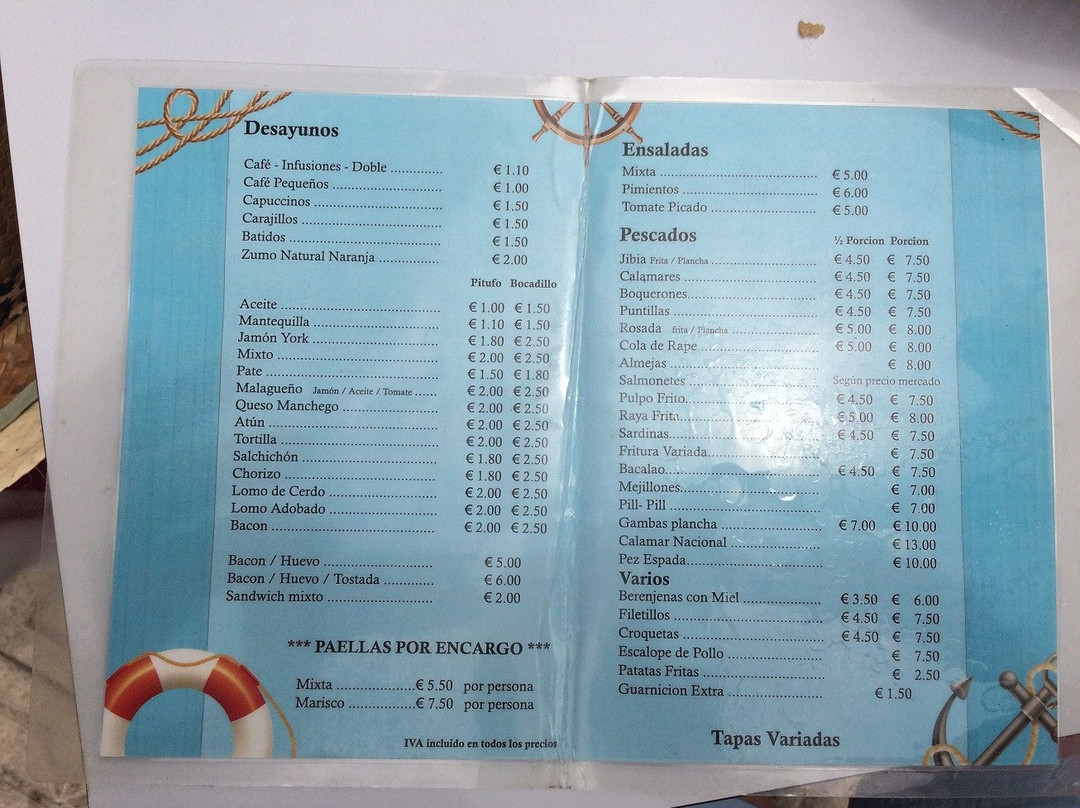 Desayunos
Café - Infusiones - Doble .............. € 1.10
Café Pequeños .............................. € 1.00
Capuccinos ................................... € 1.50
Carajillos ....................................... € 1.50
Batidos .......................................... € 1.50
Zumo Natural Naranja ................. € 2.00
Pitufo Bocadillo
Aceite .......................................... € 1.00 € 1.50
Mantequilla .................................. € 1.10 € 1.50
Jamón York .................................. € 1.80 € 2.50
Mixto ........................................... € 2.00 € 2.50
Pate .............................................. € 1.50 € 1.80
Malagueño Jamón / Aceite / Tomate ...... € 2.00 € 2.50
Queso Manchego ......................... € 2.00 € 2.50
Atún ............................................. € 2.00 € 2.50
Tortilla ......................................... € 2.00 € 2.50
Salchichón ................................... € 1.80 € 2.50
Chorizo ........................................ € 1.80 € 2.50
Lomo de Cerdo ............................ € 2.00 € 2.50
Lomo Adobado ............................ € 2.00 € 2.50
Bacon ........................................... € 2.00 € 2.50
Bacon / Huevo .............................. € 5.00
Bacon / Huevo / Tostada .............. € 6.00
Sandwich mixto ............................ € 2.00
*** PAELLAS POR ENCARGO ***
Mixta .....................€ 5.50 por persona
Marisco ..................€ 7.50 por persona
IVA incluido en todos los precios
Ensaladas
Mixta ............................................. € 5.00
Pimientos ...................................... € 6.00
Tomate Picado .............................. € 5.00
Pescados ½ Porcion Porcion
Jibia Frita / Plancha ............................ € 4.50 € 7.50
Calamares ..................................... € 4.50 € 7.50
Boquerones.................................... € 4.50 € 7.50
Puntillas ........................................ € 4.50 € 7.50
Rosada frita / Plancha ....................... € 5.00 € 8.00
Cola de Rape ................................. € 5.00 € 8.00
Almejas .......................................... € 8.00
Salmonetes .................................... Según precio mercado
Pulpo Frito..................................... € 4.50 € 7.50
Raya Frita...................................... € 5.00 € 8.00
Sardinas.......................................... € 4.50 € 7.50
Fritura Variada............................... € 7.50
Bacalao........................................... € 4.50 € 7.50
Mejillones....................................... € 7.00
Pill- Pill .......................................... € 7.00
Gambas plancha ........................... € 7.00 € 10.00
Calamar Nacional ......................... € 13.00
Pez Espada..................................... € 10.00
Varios
Berenjenas con Miel ...................... € 3.50 € 6.00
Filetillos ......................................... € 4.50 € 7.50
Croquetas ...................................... € 4.50 € 7.50
Escalope de Pollo .......................... € 7.50
Patatas Fritas ................................. € 2.50
Guarnicion Extra .......................... € 1.50
Tapas Variadas